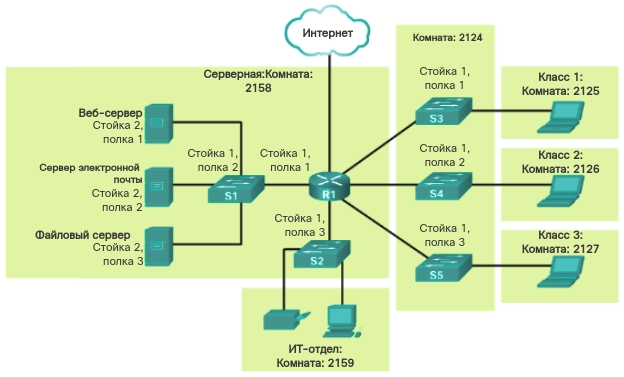 Интернет
Комната: 2124
Серверная:Комната:
2158
Стойка 1,
полка 1
Класс 1:
Комната: 2125
Веб-сервер
Стойка 2,
полка 1
S3
Стойка 1,
полка 2
Стойка 1,
полка 1
Стойка 1,
полка 2
Класс 2:
Комната: 2126
Сервер электронной
почты
Стойка 2,
полка 2
S1
R1
S4
Стойка 1,
полка 3
Файловый сервер
Стойка 2,
полка 3
S2
Стойка 1,
полка 3
Класс 3:
Комната: 2127
S5
ИТ-отдел:
Комната: 2159